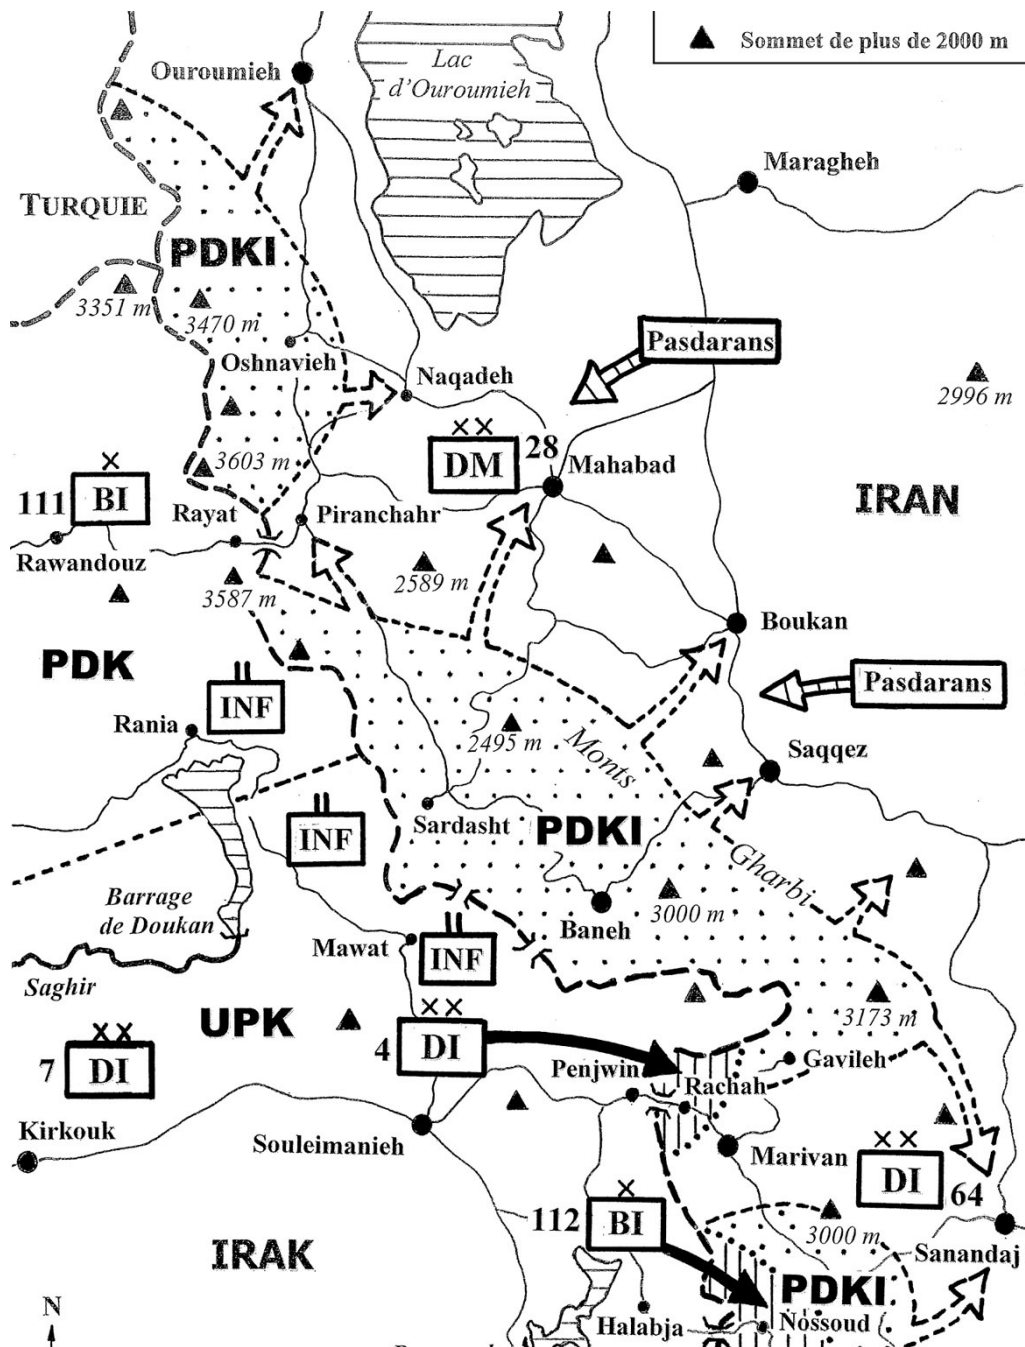 Sommet de plus de 2000 m
Ouroumieh
Lac
d'Ouroumieh
Maragheh
TURQUIE
PDKI
3351 m
3470 m
Oshnavieh
Pasdarans
Naqadeh
2996 m
3603 m
28
DM
Mahabad
111
BI
Rayat
Piranchahr
IRAN
Rawandouz
3587 m
2589 m
PDK
Boukan
INF
Pasdarans
Rania
2495 m
Monts
Saqqez
INF
Sardasht
PDKI
Gharbi
Barrage
de Doukan
3000 m
Baneh
Mawat
INF
Saghir
UPK
3173 m
4
DI
7
DI
Penjwin
Gavileh
Rachah
Kirkouk
Souleimanieh
Marivan
DI
64
112
BI
3000 m
Sanandaj
IRAK
PDKI
N
Halabja
Nossoud